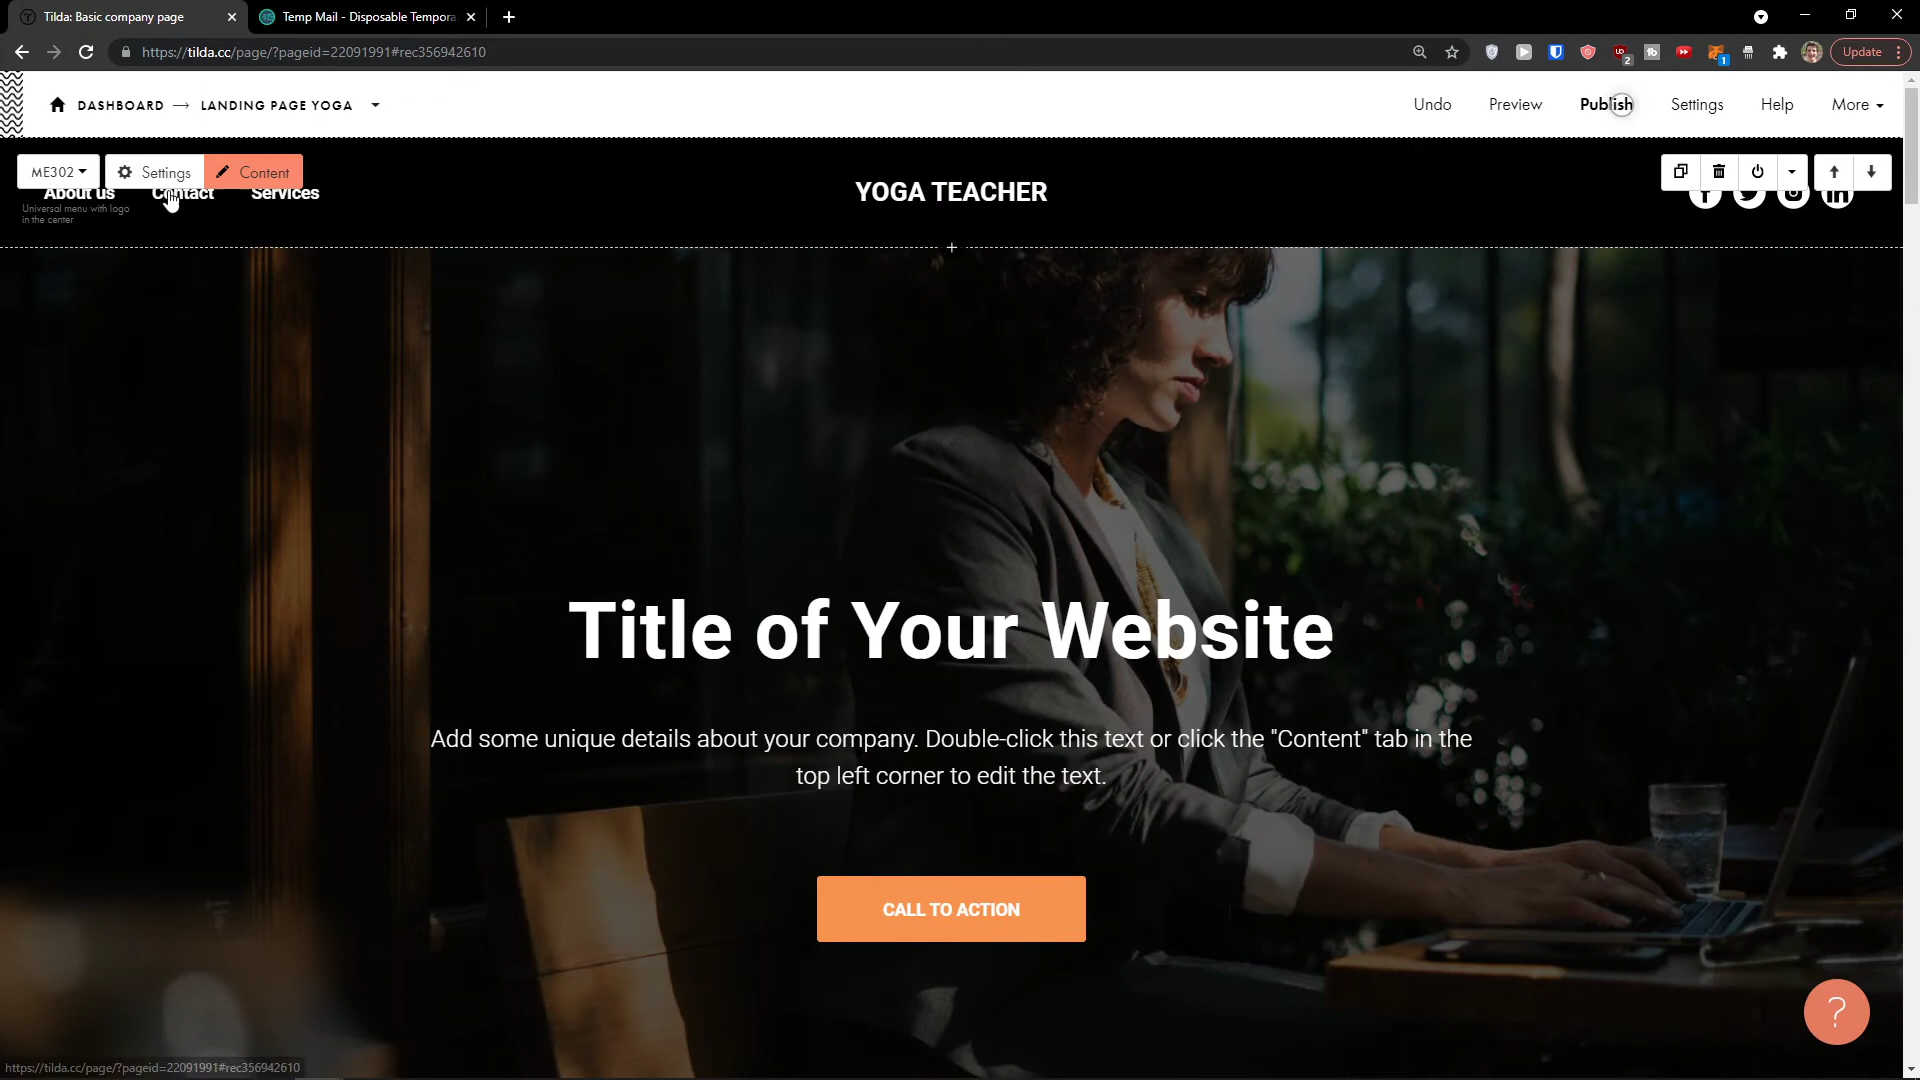 Tilda: Basic company page
Temp Mail - Disposable Tempora
https://tilda.cc/page/?pageid=22091991#rec356942610
Update
DASHBOARD → LANDING PAGE YOGA
Undo
Preview
Publish
Settings
Help
More
ME302
Settings
Content
About us
Contact
Services
Universal menu with logo
in the center
YOGA TEACHER
Title of Your Website
Add some unique details about your company. Double-click this text or click the "Content" tab in the
top left corner to edit the text.
CALL TO ACTION
?
https://tilda.cc/page/?pageid=22091991#rec356942610